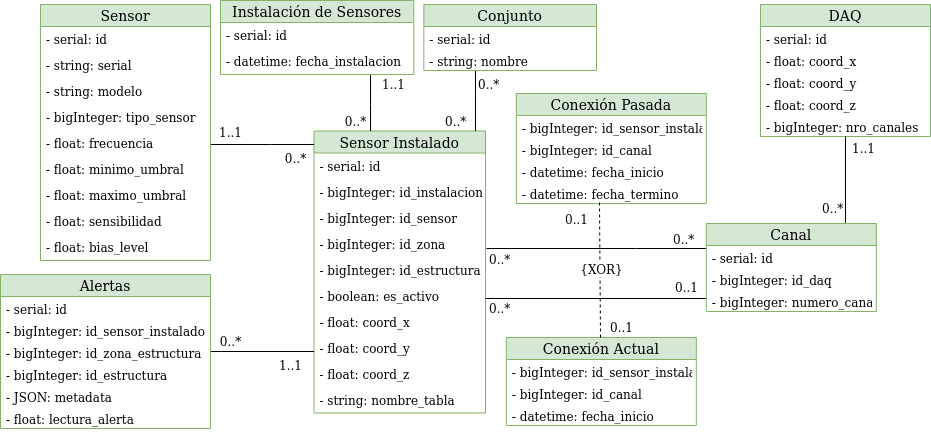 Sensor
- serial: id
- string: serial
- string: modelo
- bigInteger: tipo_sensor
- float: frecuencia
- float: minimo_umbral
- float: maximo_umbral
- float: sensibilidad
- float: bias_level
Instalación de Sensores
- serial: id
- datetime: fecha_instalacion
Conjunto
- serial: id
- string: nombre
DAQ
- serial: id
- float: coord_x
- float: coord_y
- float: coord_z
- bigInteger: nro_canales
1..1
0..*
0..*
0..*
1..1
0..*
1..1
0..*
Conexión Pasada
- bigInteger: id_sensor_instala
- bigInteger: id_canal
- datetime: fecha_inicio
- datetime: fecha_termino
Sensor Instalado
- serial: id
- bigInteger: id_instalacion
- bigInteger: id_sensor
- bigInteger: id_zona
- bigInteger: id_estructura
- boolean: es_activo
- float: coord_x
- float: coord_y
- float: coord_z
- string: nombre_tabla
0..1
0..*
0..*
{XOR}
0..*
0..1
0..1
Canal
- serial: id
- bigInteger: id_daq
- bigInteger: numero_cana
Alertas
- serial: id
- bigInteger: id_sensor_instalado
- bigInteger: id_zona_estructura
- bigInteger: id_estructura
- JSON: metadata
- float: lectura_alerta
0..*
1..1
Conexión Actual
- bigInteger: id_sensor_instala
- bigInteger: id_canal
- datetime: fecha_inicio